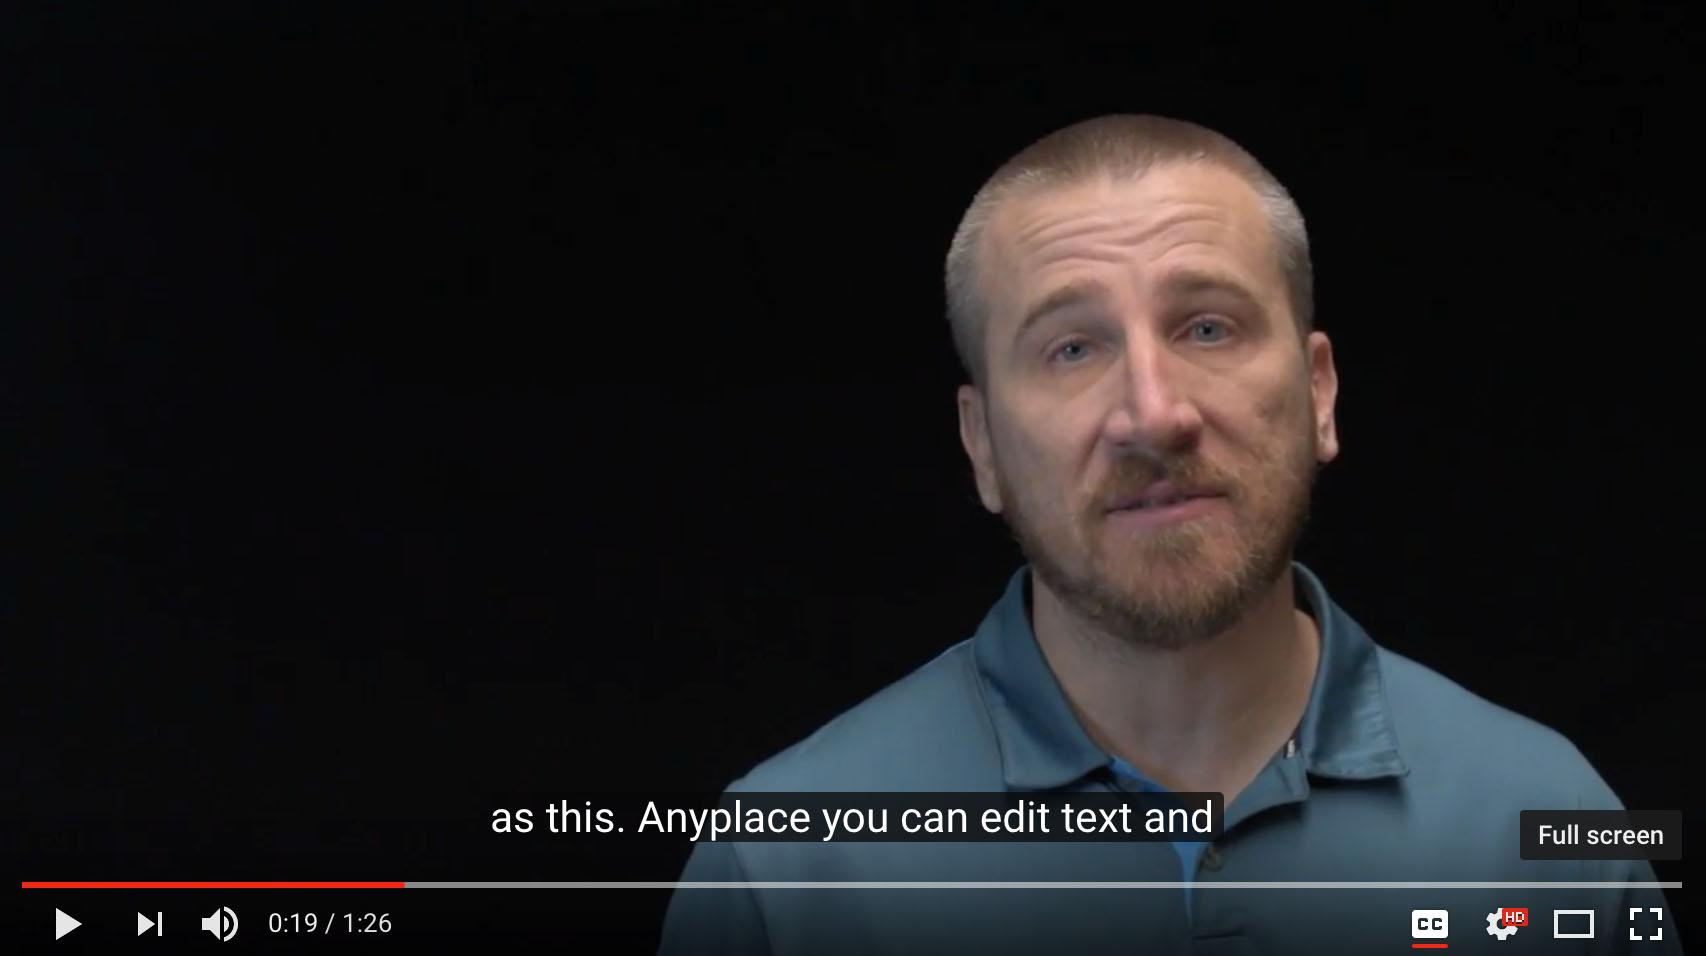 as this. Anyplace you can edit text and
Full screen
0:19 / 1:26
CC
HD